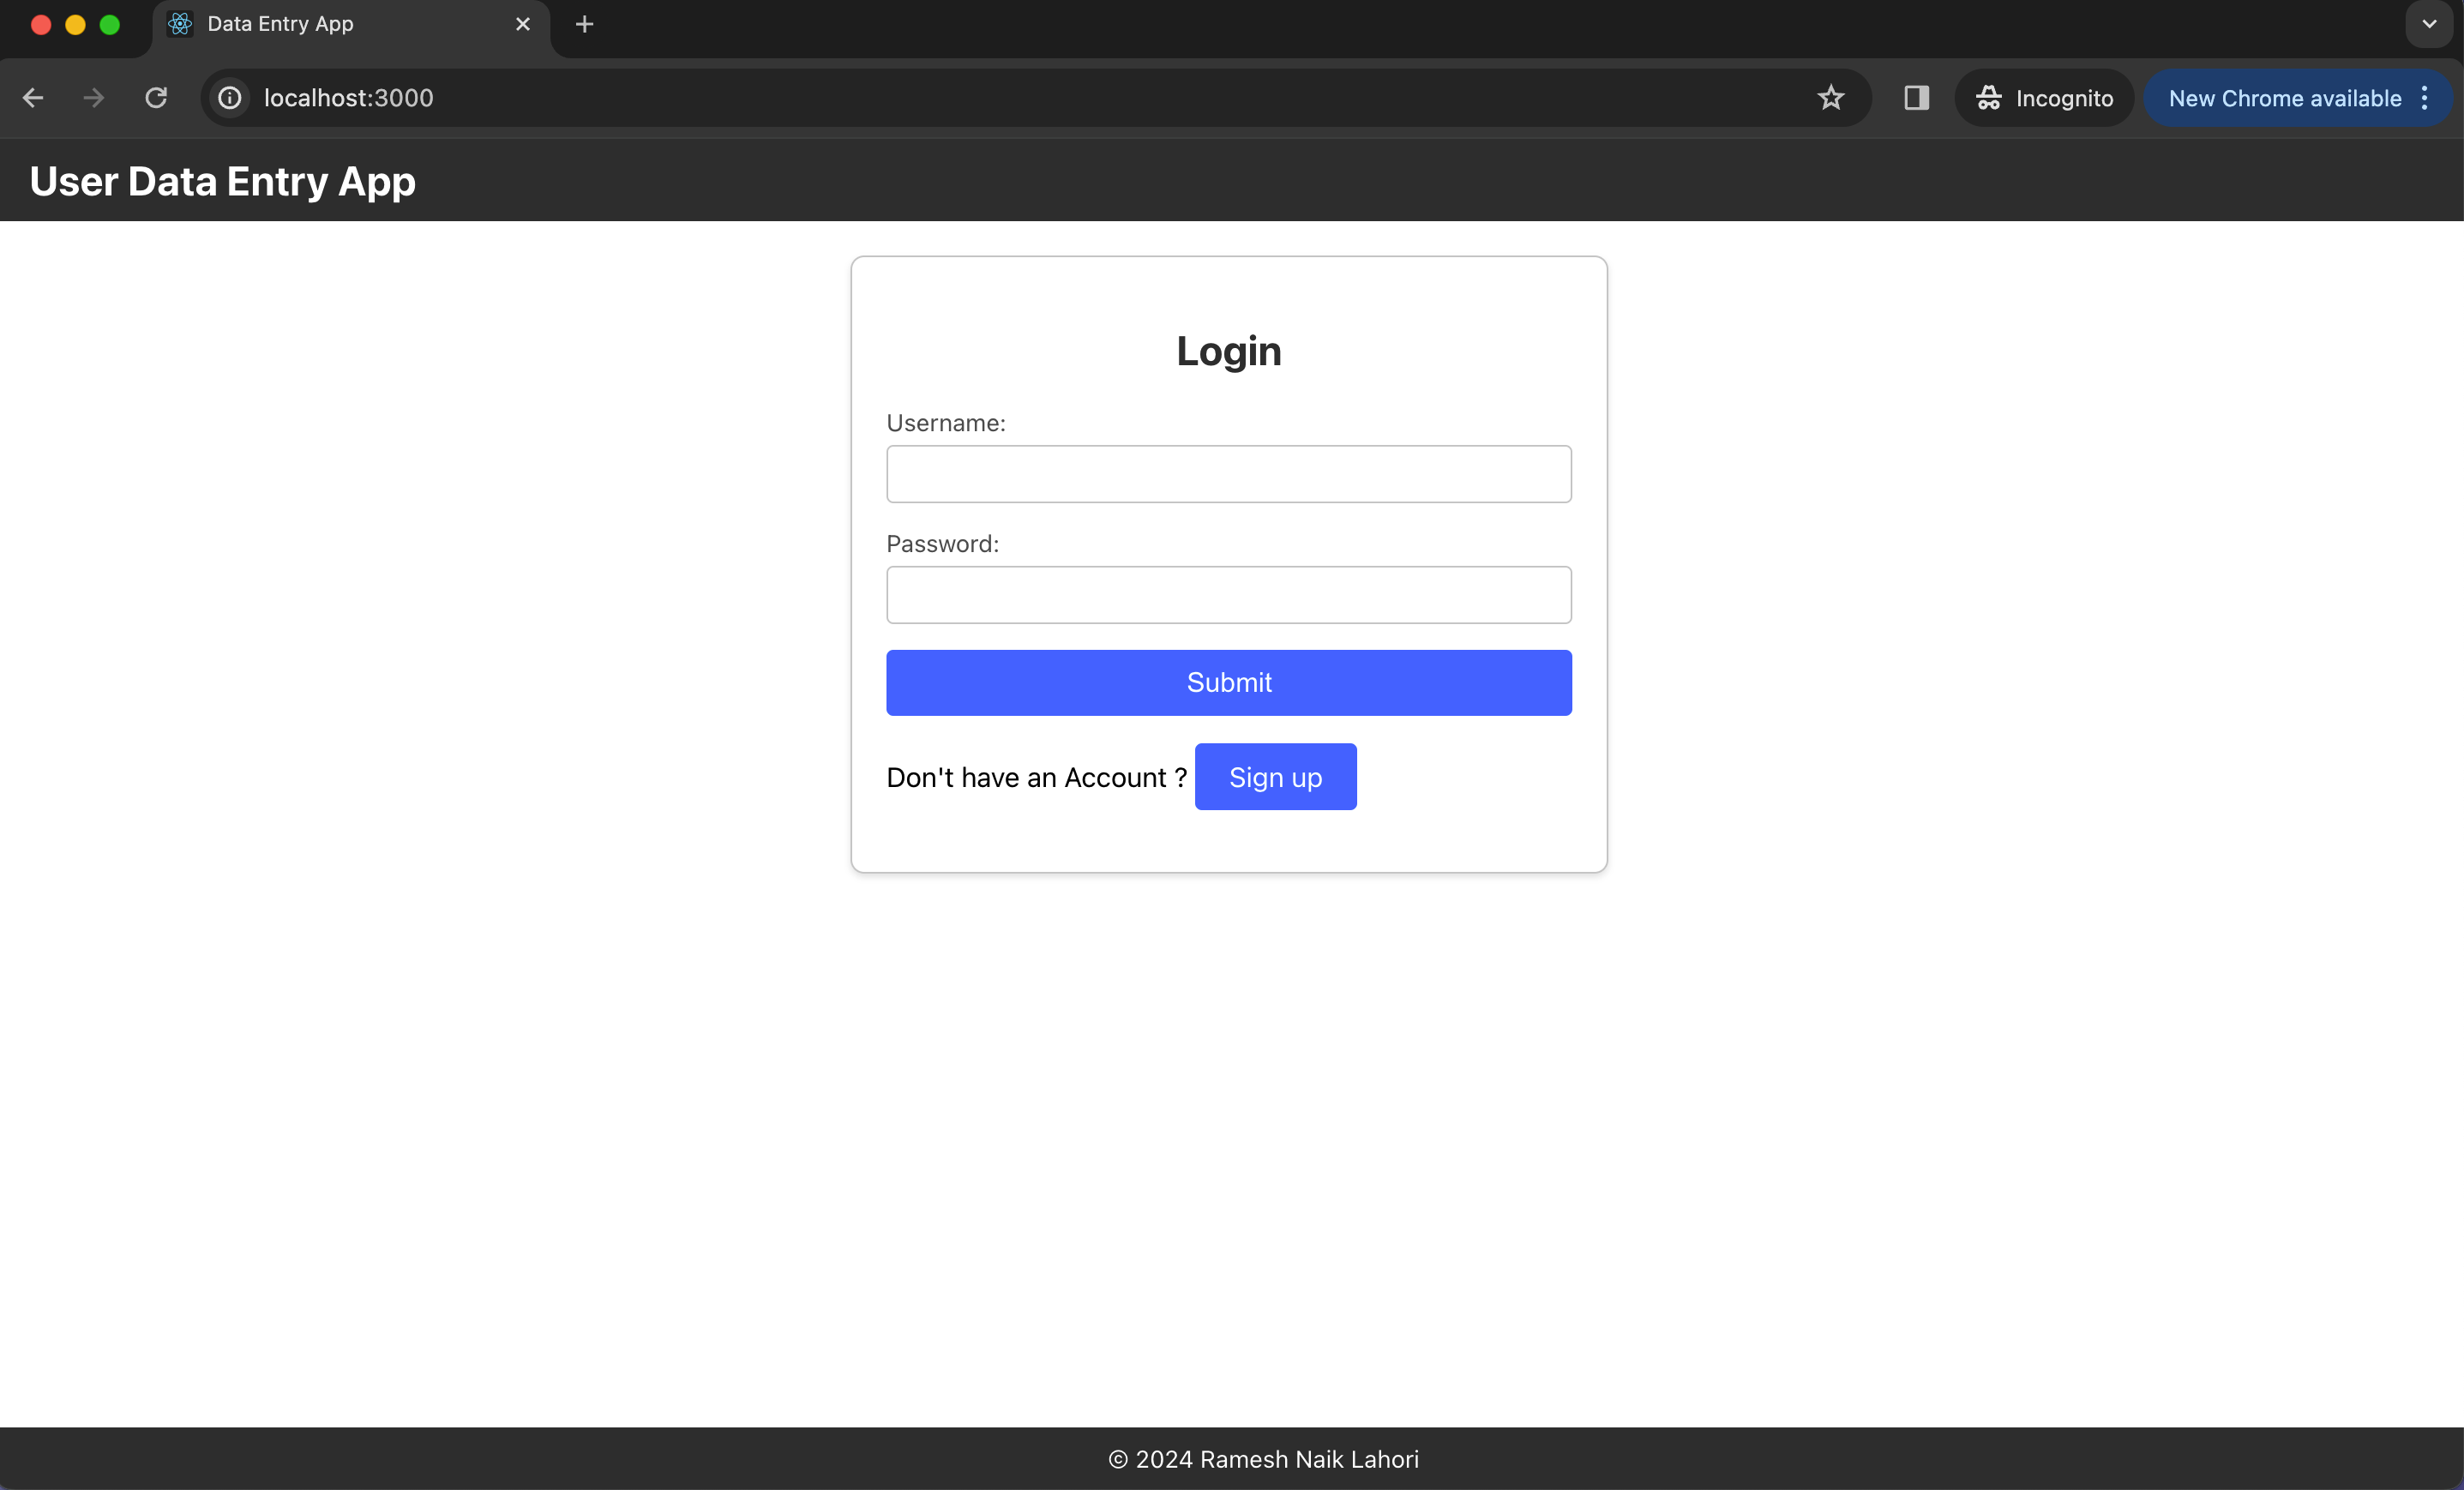 Data Entry App
localhost:3000
Incognito
New Chrome available
User Data Entry App
Login
Username:
Password:
Submit
Don't have an Account ? Sign up
© 2024 Ramesh Naik Lahori